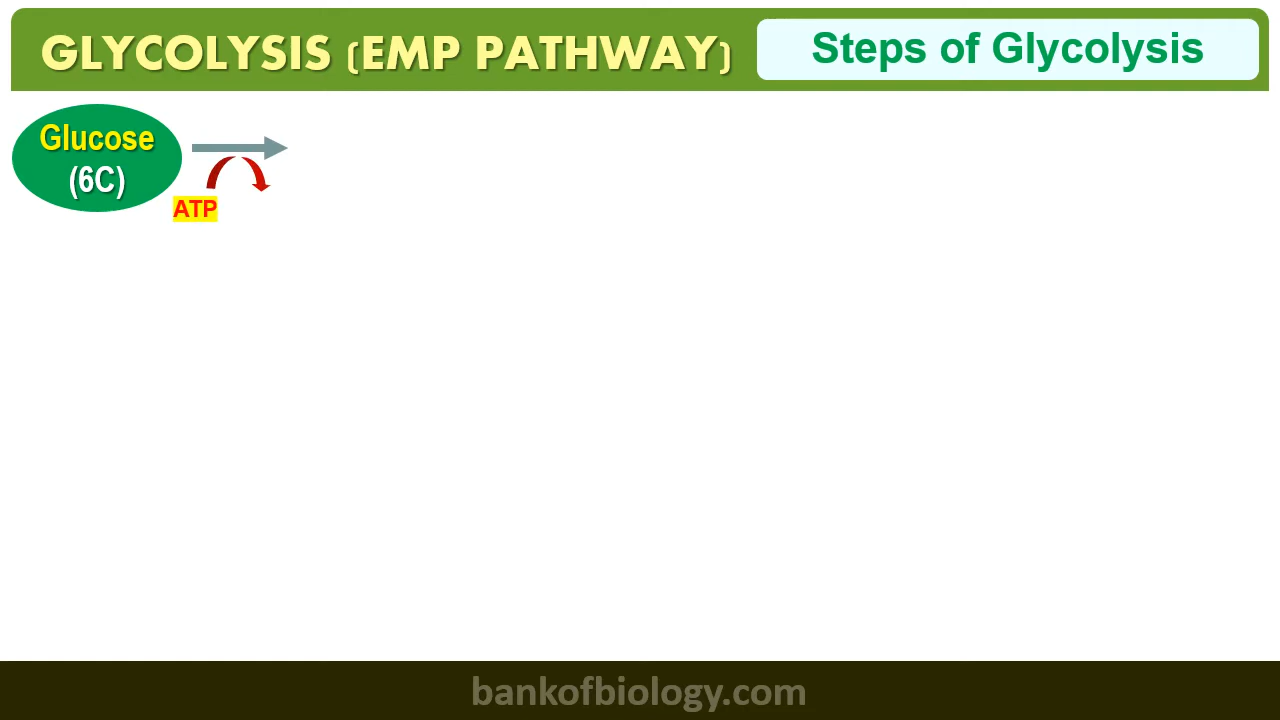 GLYCOLYSIS (EMP PATHWAY)
Steps of Glycolysis
Glucose
(6C)
ATP
bankofbiology.com